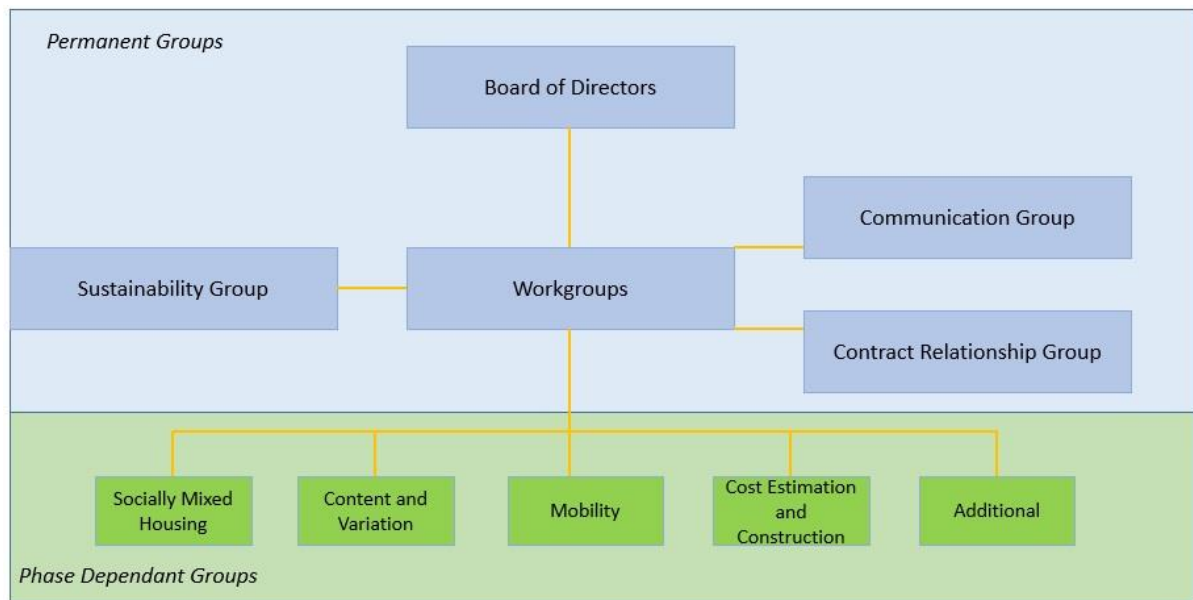 Permanent Groups
Board of Directors
Communication Group
Sustainability Group
Workgroups
Contract Relationship Group
Socially Mixed
Housing
Content and
Variation
Mobility
Cost Estimation
and
Construction
Additional
Phase Dependant Groups